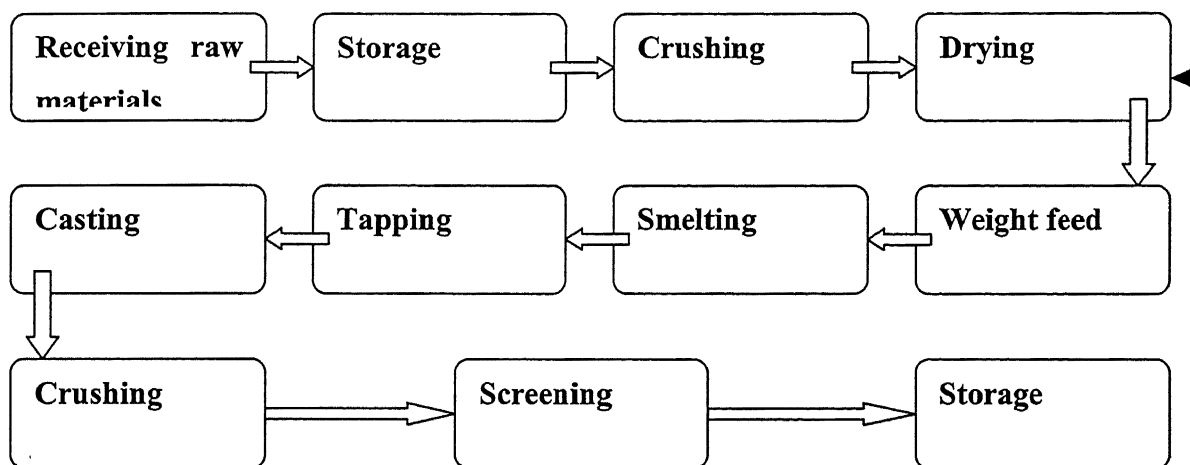 Receiving raw
materials
Storage
Crushing
Drying
Casting
Tapping
Smelting
Weight feed
Crushing
Screening
Storage